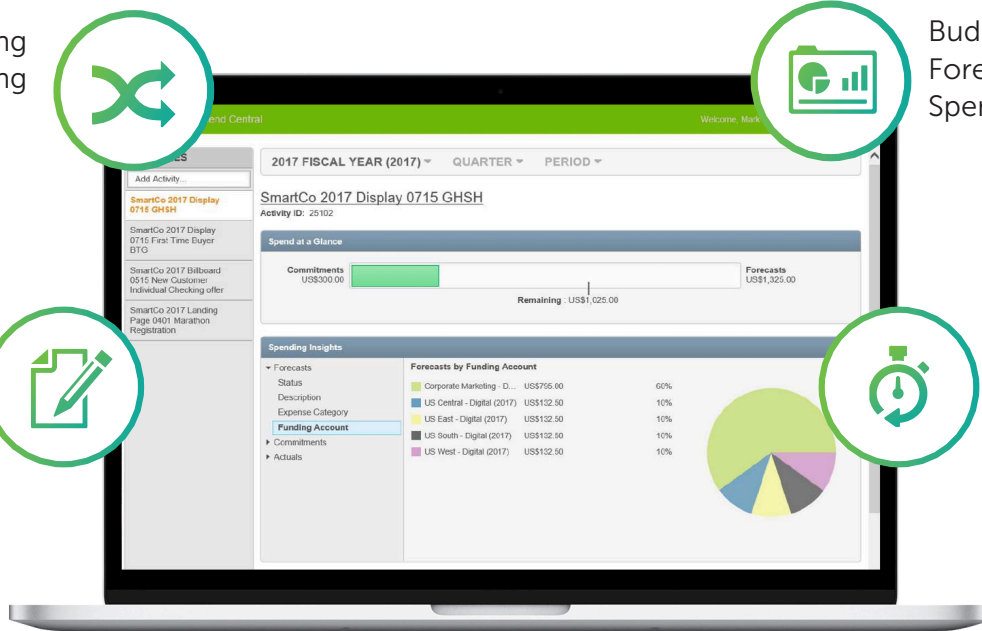 ng
ng
Bud
Fore
Spe
end Central
Welcome, Mark
ES
Add Activity...
SmartCo 2017 Display
0715 GHSH
SmartCo 2017 Display
0715 First Time Buyer
BTG
SmartCo 2017 Billboard
0515 New Customer
Individual Checking offer
SmartCo 2017 Landing
Page 0401 Marathon
Registration
2017 FISCAL YEAR (2017) QUARTER PERIOD
SmartCo 2017 Display 0715 GHSH
Activity ID: 25102
Spend at a Glance
Commitments
US$300.00
Forecasts
US$1,325.00
Remaining : US$1,025.00
Spending Insights
Forecasts
Status
Description
Expense Category
Funding Account
Commitments
Actuals
Forecasts by Funding Account
Corporate Marketing - D... US$795.00 60%
US Central - Digital (2017) US$132.50 10%
US East - Digital (2017) US$132.50 10%
US South - Digital (2017) US$132.50 10%
US West - Digital (2017) US$132.50 10%